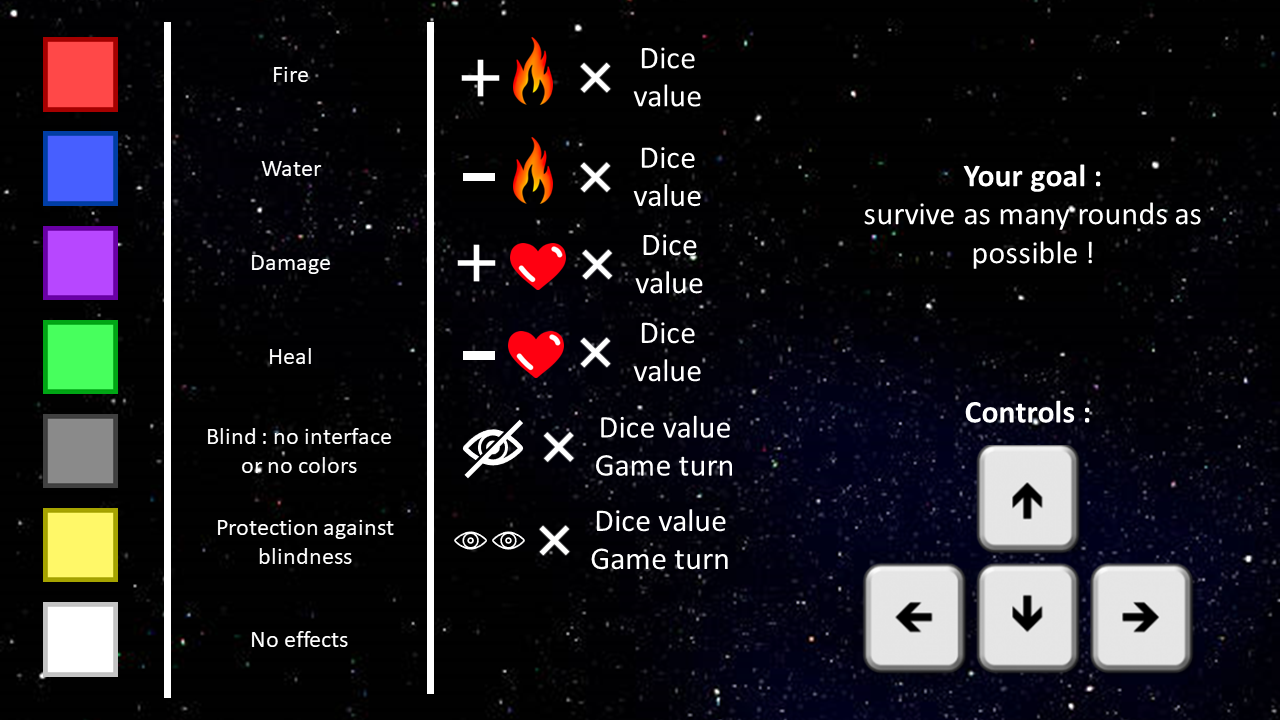 Fire
Dice
value
Water
Dice
value
Damage
Dice
value
Heal
Dice
value
Blind : no interface
or no colors
Dice value
Game turn
Protection against
blindness
Dice value
Game turn
No effects
Your goal :
survive as many rounds as
possible !
Controls :